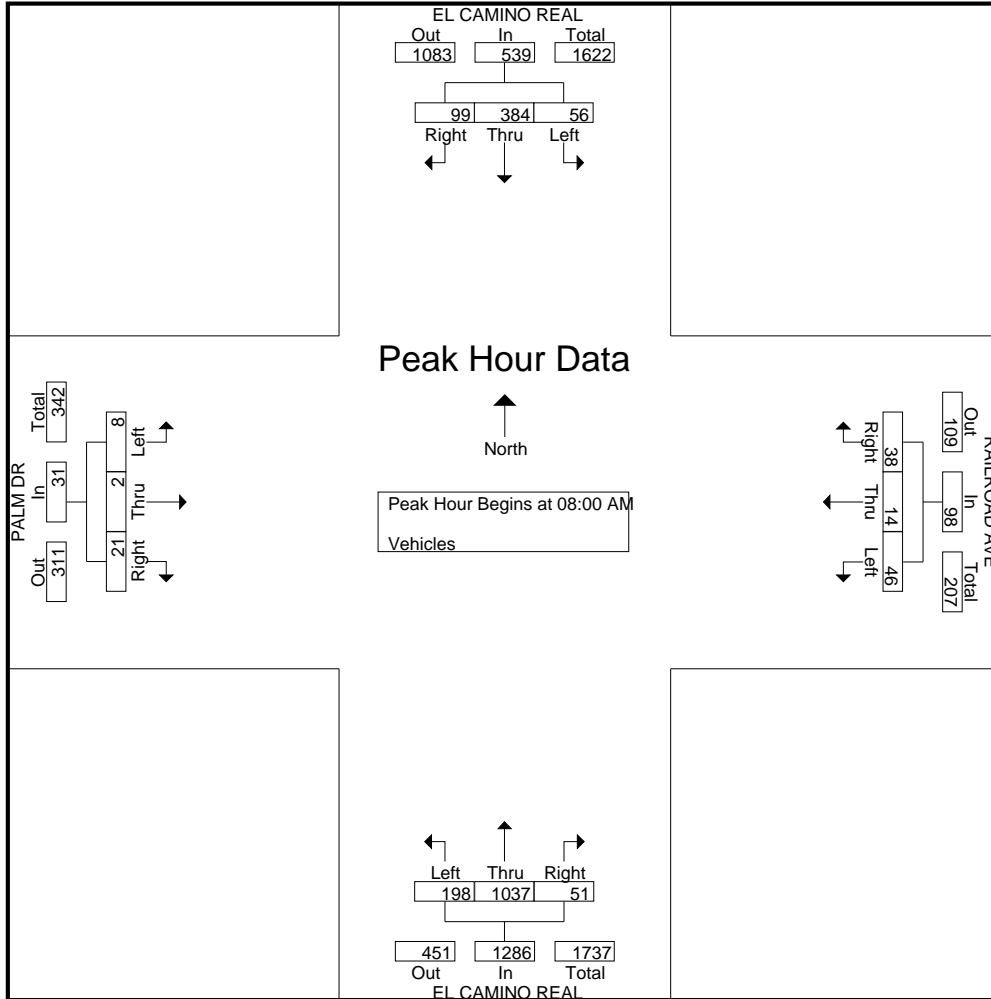 EL CAMINO REAL
Out In Total
1083 539 1622
99 384 56
Right Thru Left
Peak Hour Data
North
Peak Hour Begins at 08:00 AM
Vehicles
PALM DR
Out In Total
311 31 342
21 2 8
Right Thru Left
RAILROAD AVE
Out In Total
109 98 207
38 14 46
Right Thru Left
Left Thru Right
198 1037 51
451 1286 1737
Out In Total
EL CAMINO REAL